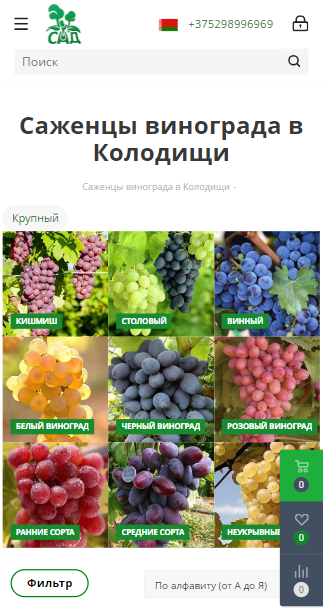 САД
+375298996969
Поиск
Саженцы винограда в
Колодищи
Саженцы винограда в Колодищи -
Крупный
КИШМИШ
СТОЛОВЫЙ
ВИННЫЙ
БЕЛЫЙ ВИНОГРАД
ЧЕРНЫЙ ВИНОГРАД
РОЗОВЫЙ ВИНОГРАД
РАННИЕ СОРТА
СРЕДНИЕ СОРТА
НЕУКРЫВНЫЕ
0
0
0
Фильтр
По алфавиту (от А до Я)